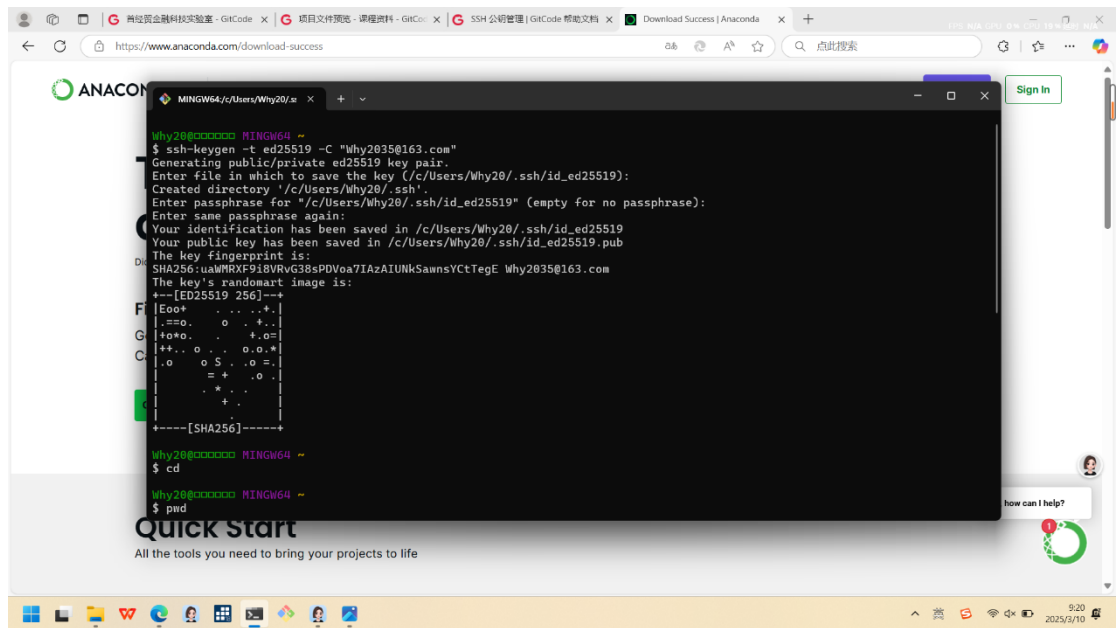 首经贸金融科技实验室 - GitCode
项目文件预览 - 课程资料 - GitCo
SSH 公钥管理 | GitCode 帮助文档
Download Success | Anaconda
https://www.anaconda.com/download-success
点此搜索
ANACON
Sign In
MINGW64:/c/Users/Why20/.ss
Why20@□□□□□□ MINGW64 ~
$ ssh-keygen -t ed25519 -C "Why2035@163.com"
Generating public/private ed25519 key pair.
Enter file in which to save the key (/c/Users/Why20/.ssh/id_ed25519):
Created directory '/c/Users/Why20/.ssh'.
Enter passphrase for "/c/Users/Why20/.ssh/id_ed25519" (empty for no passphrase):
Enter same passphrase again:
Your identification has been saved in /c/Users/Why20/.ssh/id_ed25519
Your public key has been saved in /c/Users/Why20/.ssh/id_ed25519.pub
The key fingerprint is:
SHA256:uaWMRXF9i8VRvG38sPDVoa7IAzAIUNkSawnsYCtTegE Why2035@163.com
The key's randomart image is:
+--[ED25519 256]--+
|Eoo+    . .. ..+.|
|.==o.    o  . +..|
|+o*o.   .    +.o=|
|++.. o . .  o.o.*|
|.o    o S . .o =.|
|       = +   .o .|
|      . * . .    |
|         + .     |
|          .      |
+----[SHA256]-----+
Why20@□□□□□□ MINGW64 ~
$ cd
Why20@□□□□□□ MINGW64 ~
$ pwd
how can I help?
1
Quick Start
All the tools you need to bring your projects to life
英
9:20
2025/3/10